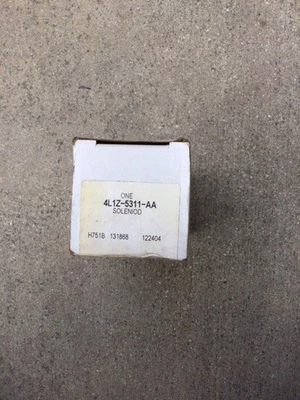 ONE
4L1Z-5311-AA
SOLENIOD
H751B 131868 122404